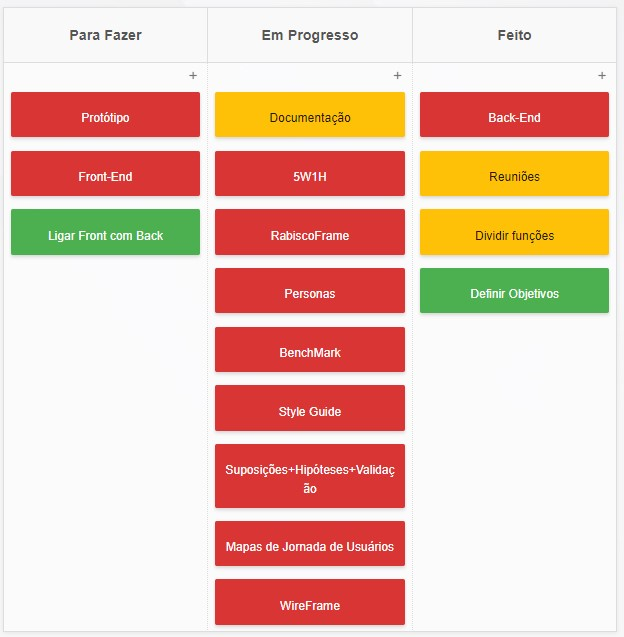 Para Fazer
Em Progresso
Feito
+
+
+
Protótipo
Front-End
Ligar Front com Back
Documentação
5W1H
RabiscoFrame
Personas
BenchMark
Style Guide
Suposições+Hipóteses+Validaç
ão
Mapas de Jornada de Usuários
WireFrame
Back-End
Reuniões
Dividir funções
Definir Objetivos